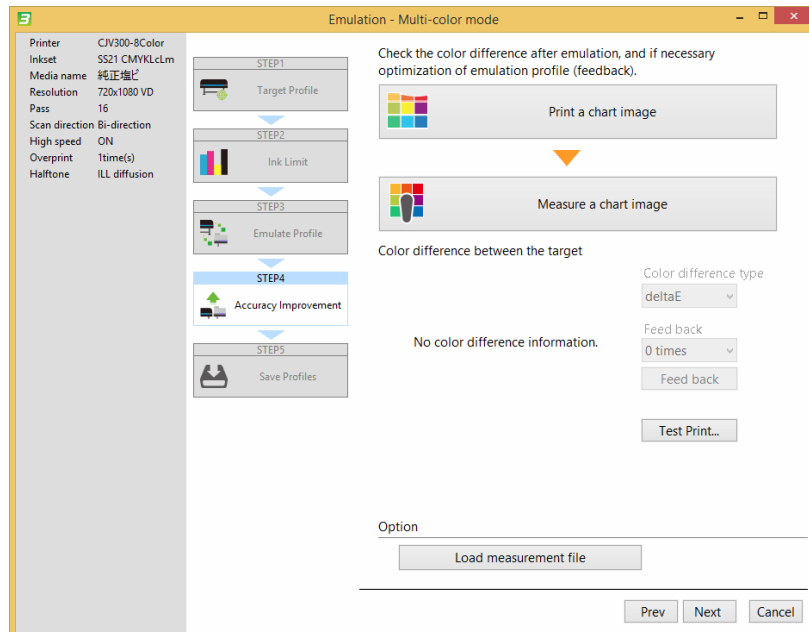 3
Emulation - Multi-color mode
Printer CJV300-8Color
Inkset SS21 CMYKLcLm
Media name 純正塩ビ
Resolution 720x1080 VD
Pass 16
Scan direction Bi-direction
High speed ON
Overprint 1time(s)
Halftone ILL diffusion
STEP1
Target Profile
STEP2
Ink Limit
STEP3
Emulate Profile
STEP4
Accuracy Improvement
STEP5
Save Profiles
Check the color difference after emulation, and if necessary
optimization of emulation profile (feedback).
Print a chart image
Measure a chart image
Color difference between the target
Color difference type
deltaE
No color difference information.
Feed back
0 times
Feed back
Test Print...
Option
Load measurement file
Prev Next Cancel